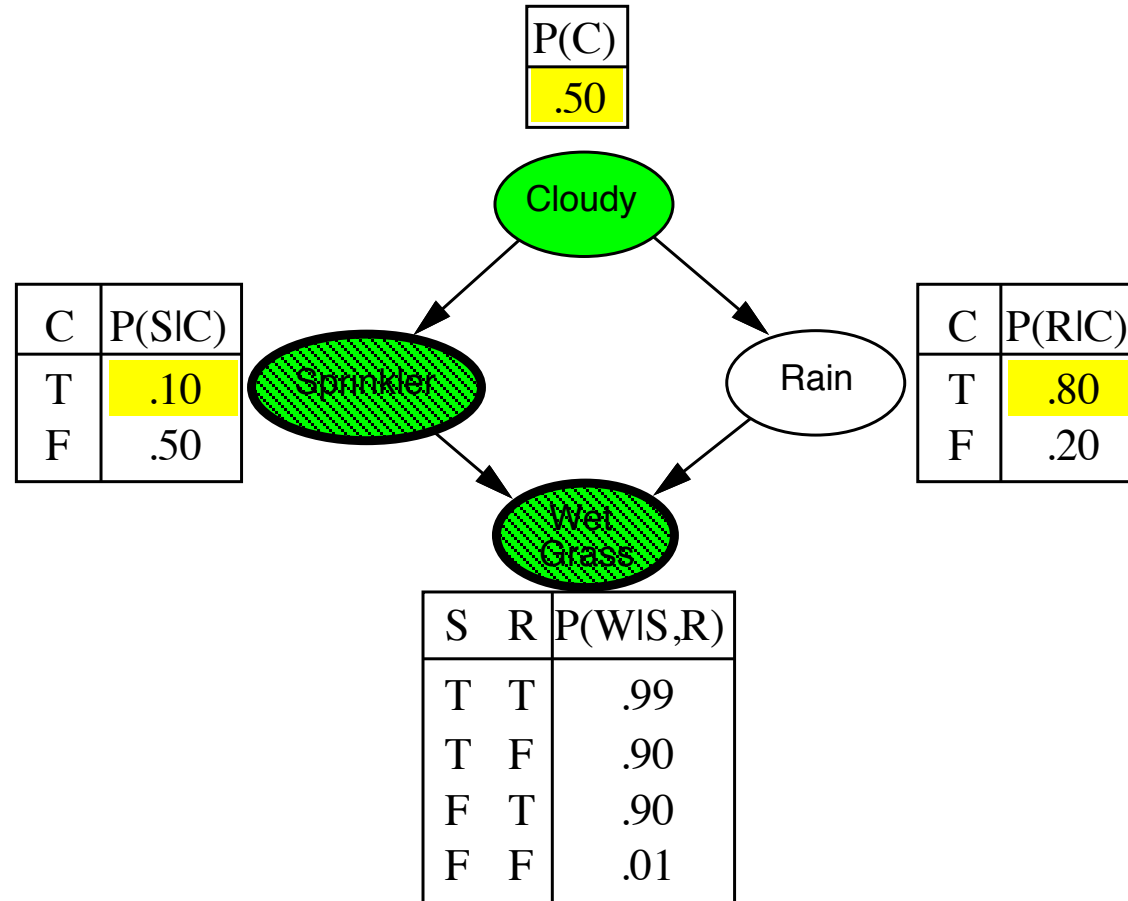 P(C)
.50
Cloudy
C P(S|C)
T .10
F .50
Sprinkler
Rain
C P(R|C)
T .80
F .20
Wet
Grass
S R P(W|S,R)
T T .99
T F .90
F T .90
F F .01